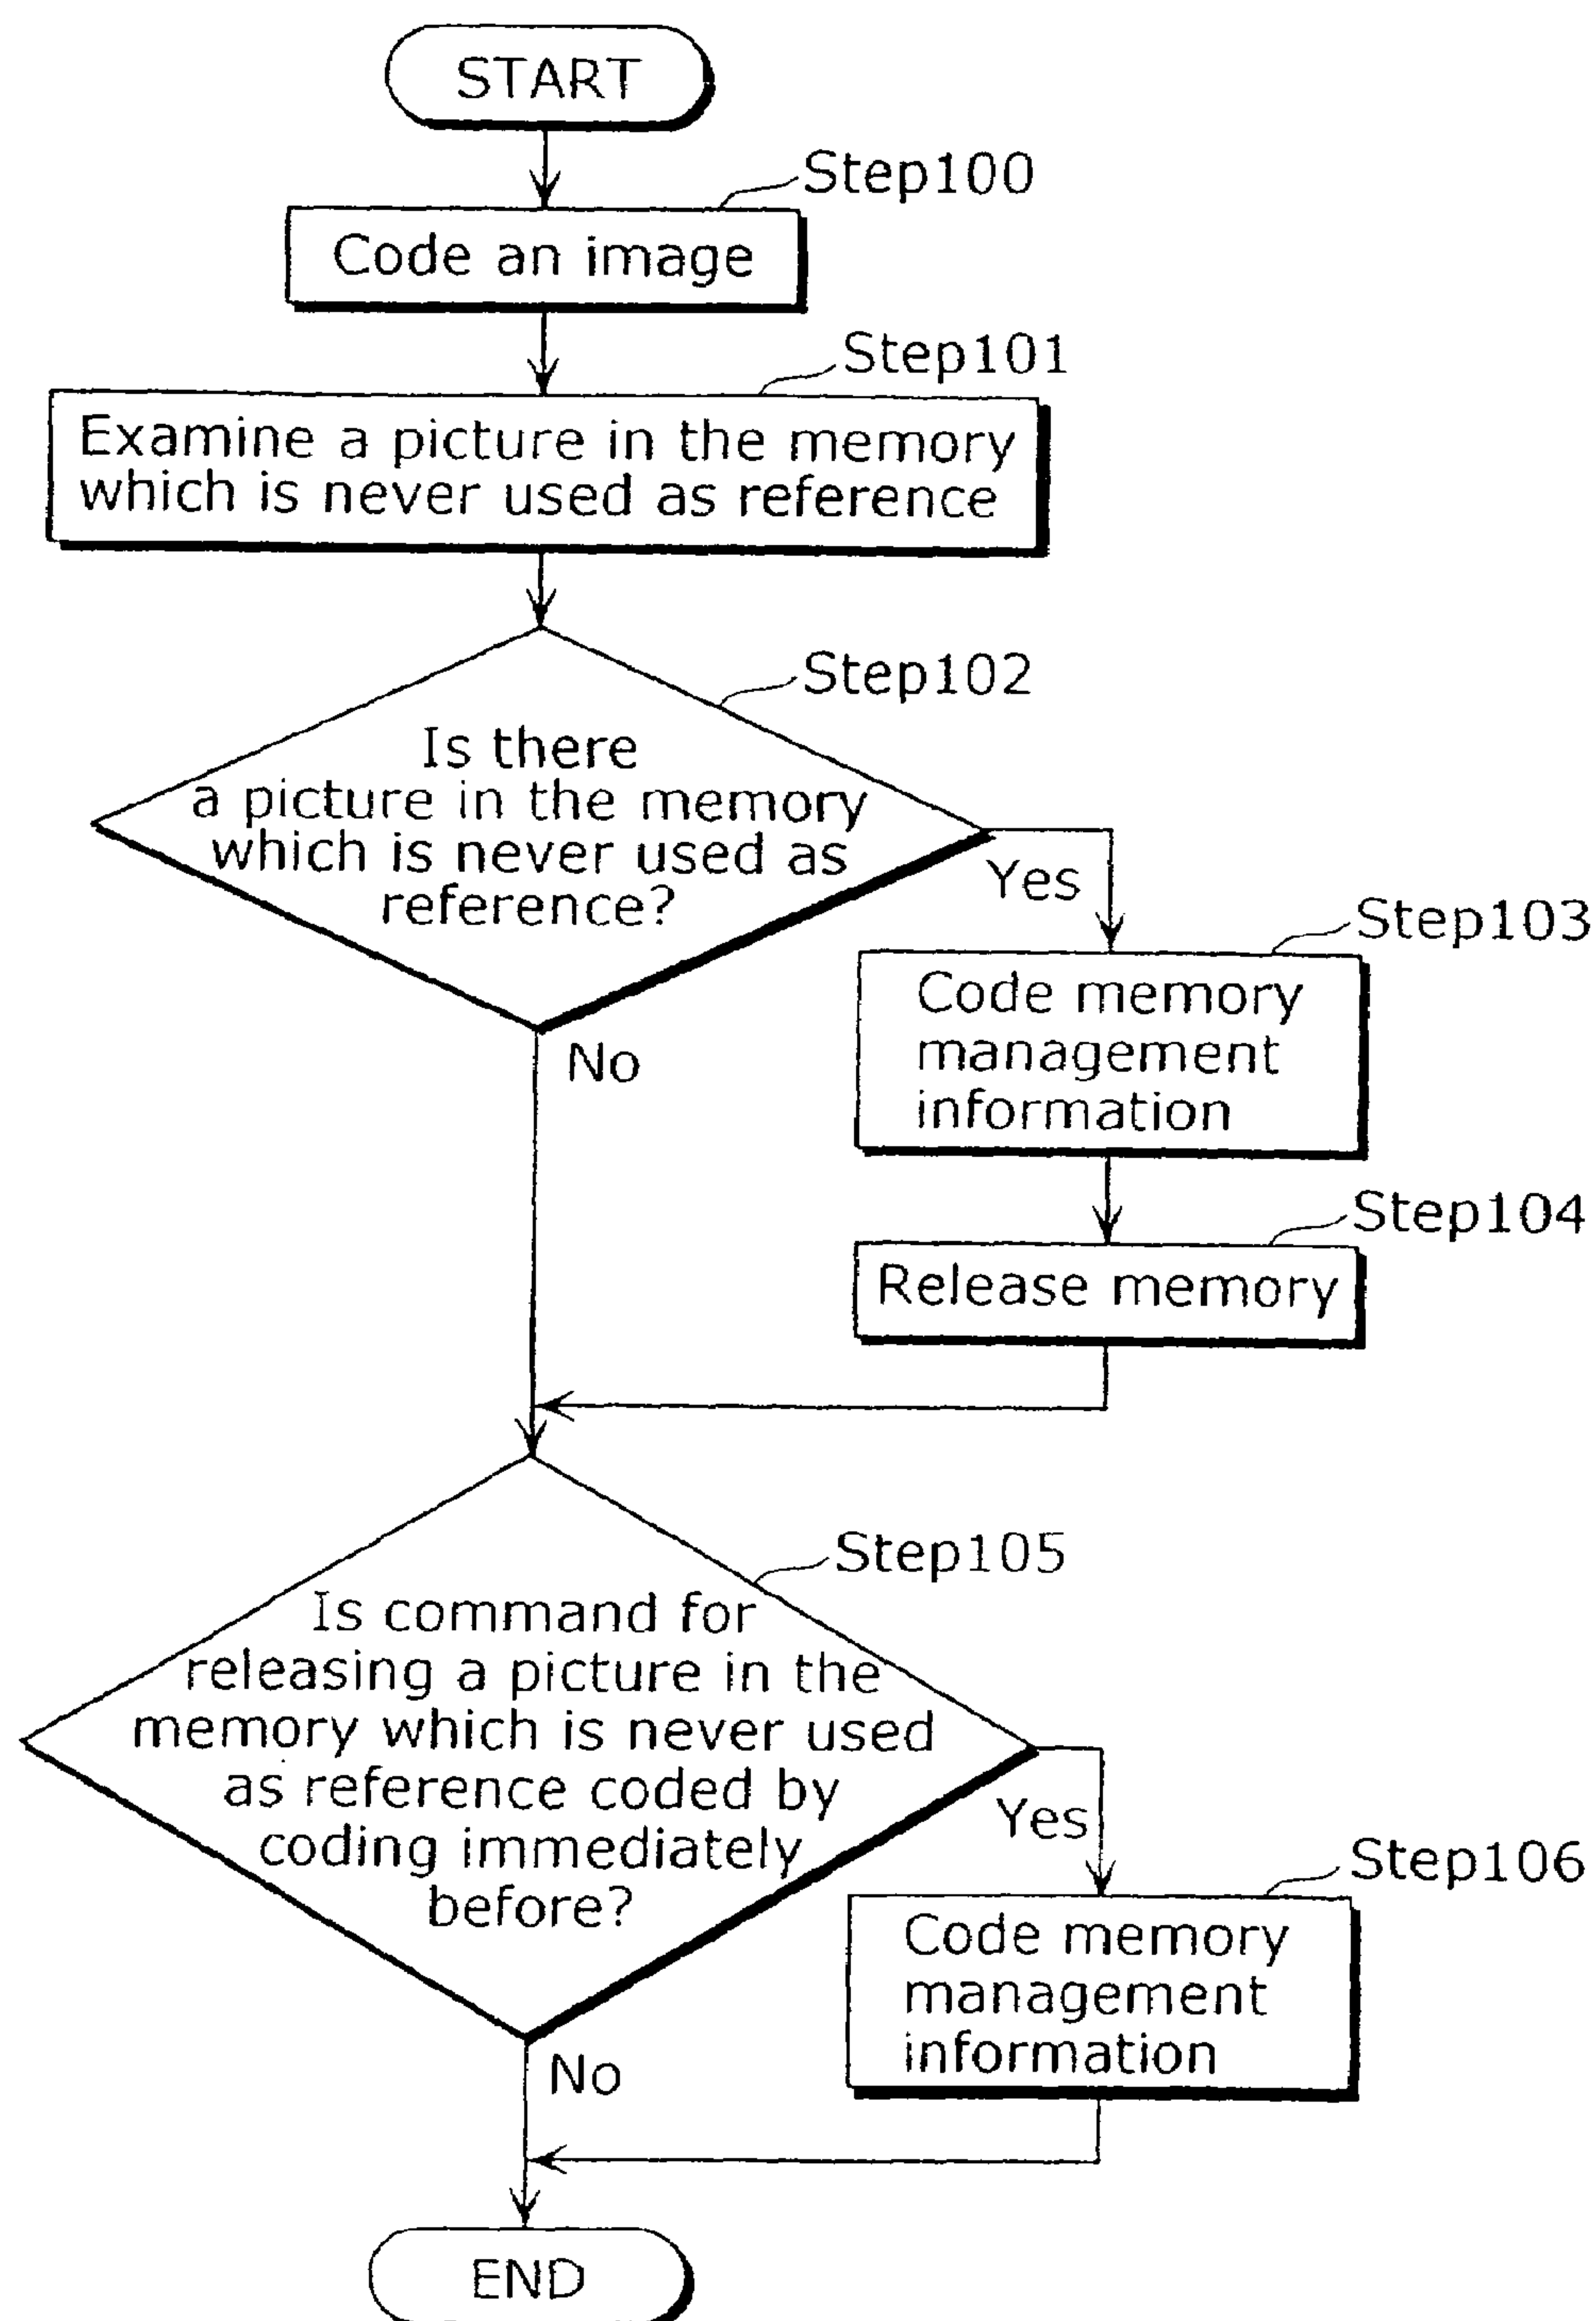 START
Step100
Code an image
Step101
Examine a picture in the memory
which is never used as reference
Step102
Is there
a picture in the memory
which is never used as
reference?
Yes
No
Step103
Code memory
management
information
Step104
Release memory
Step105
Is command for
releasing a picture in the
memory which is never used
as reference coded by
coding immediately
before?
Yes
No
Step106
Code memory
management
information
END